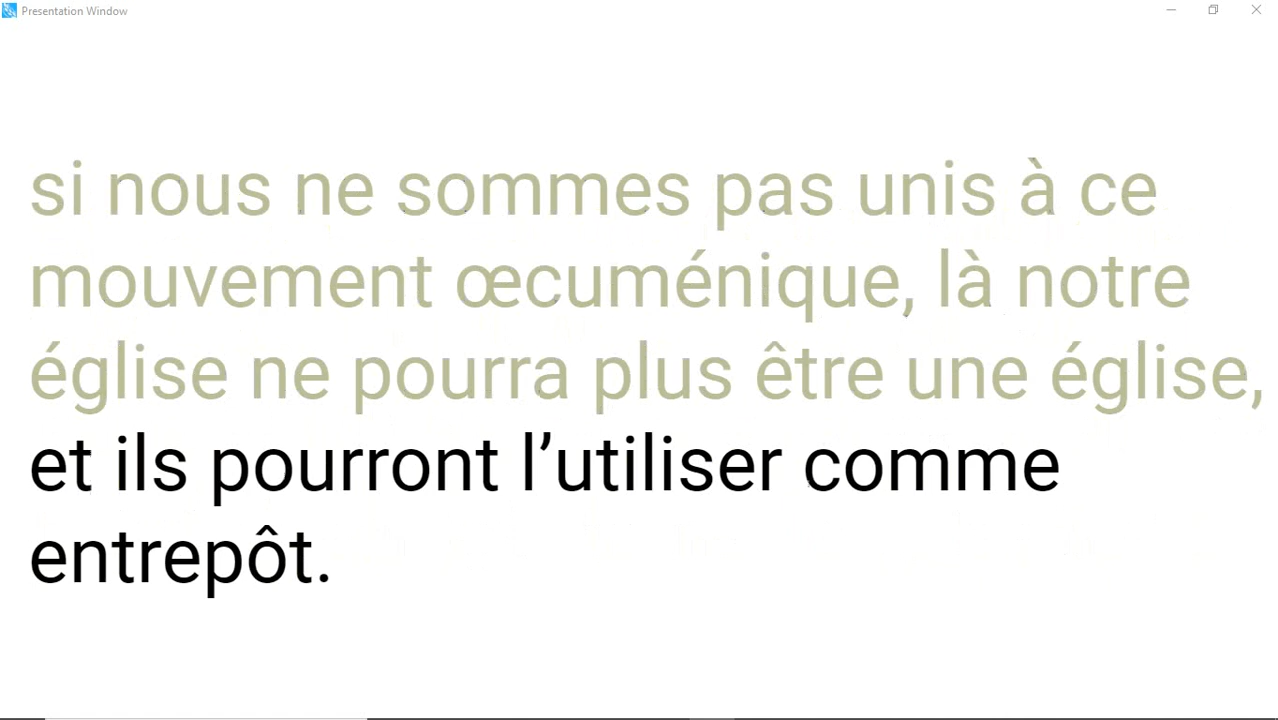 Presentation Window
si nous ne sommes pas unis à ce
mouvement œcuménique, là notre
église ne pourra plus être une église,
et ils pourront l’utiliser comme
entrepôt.